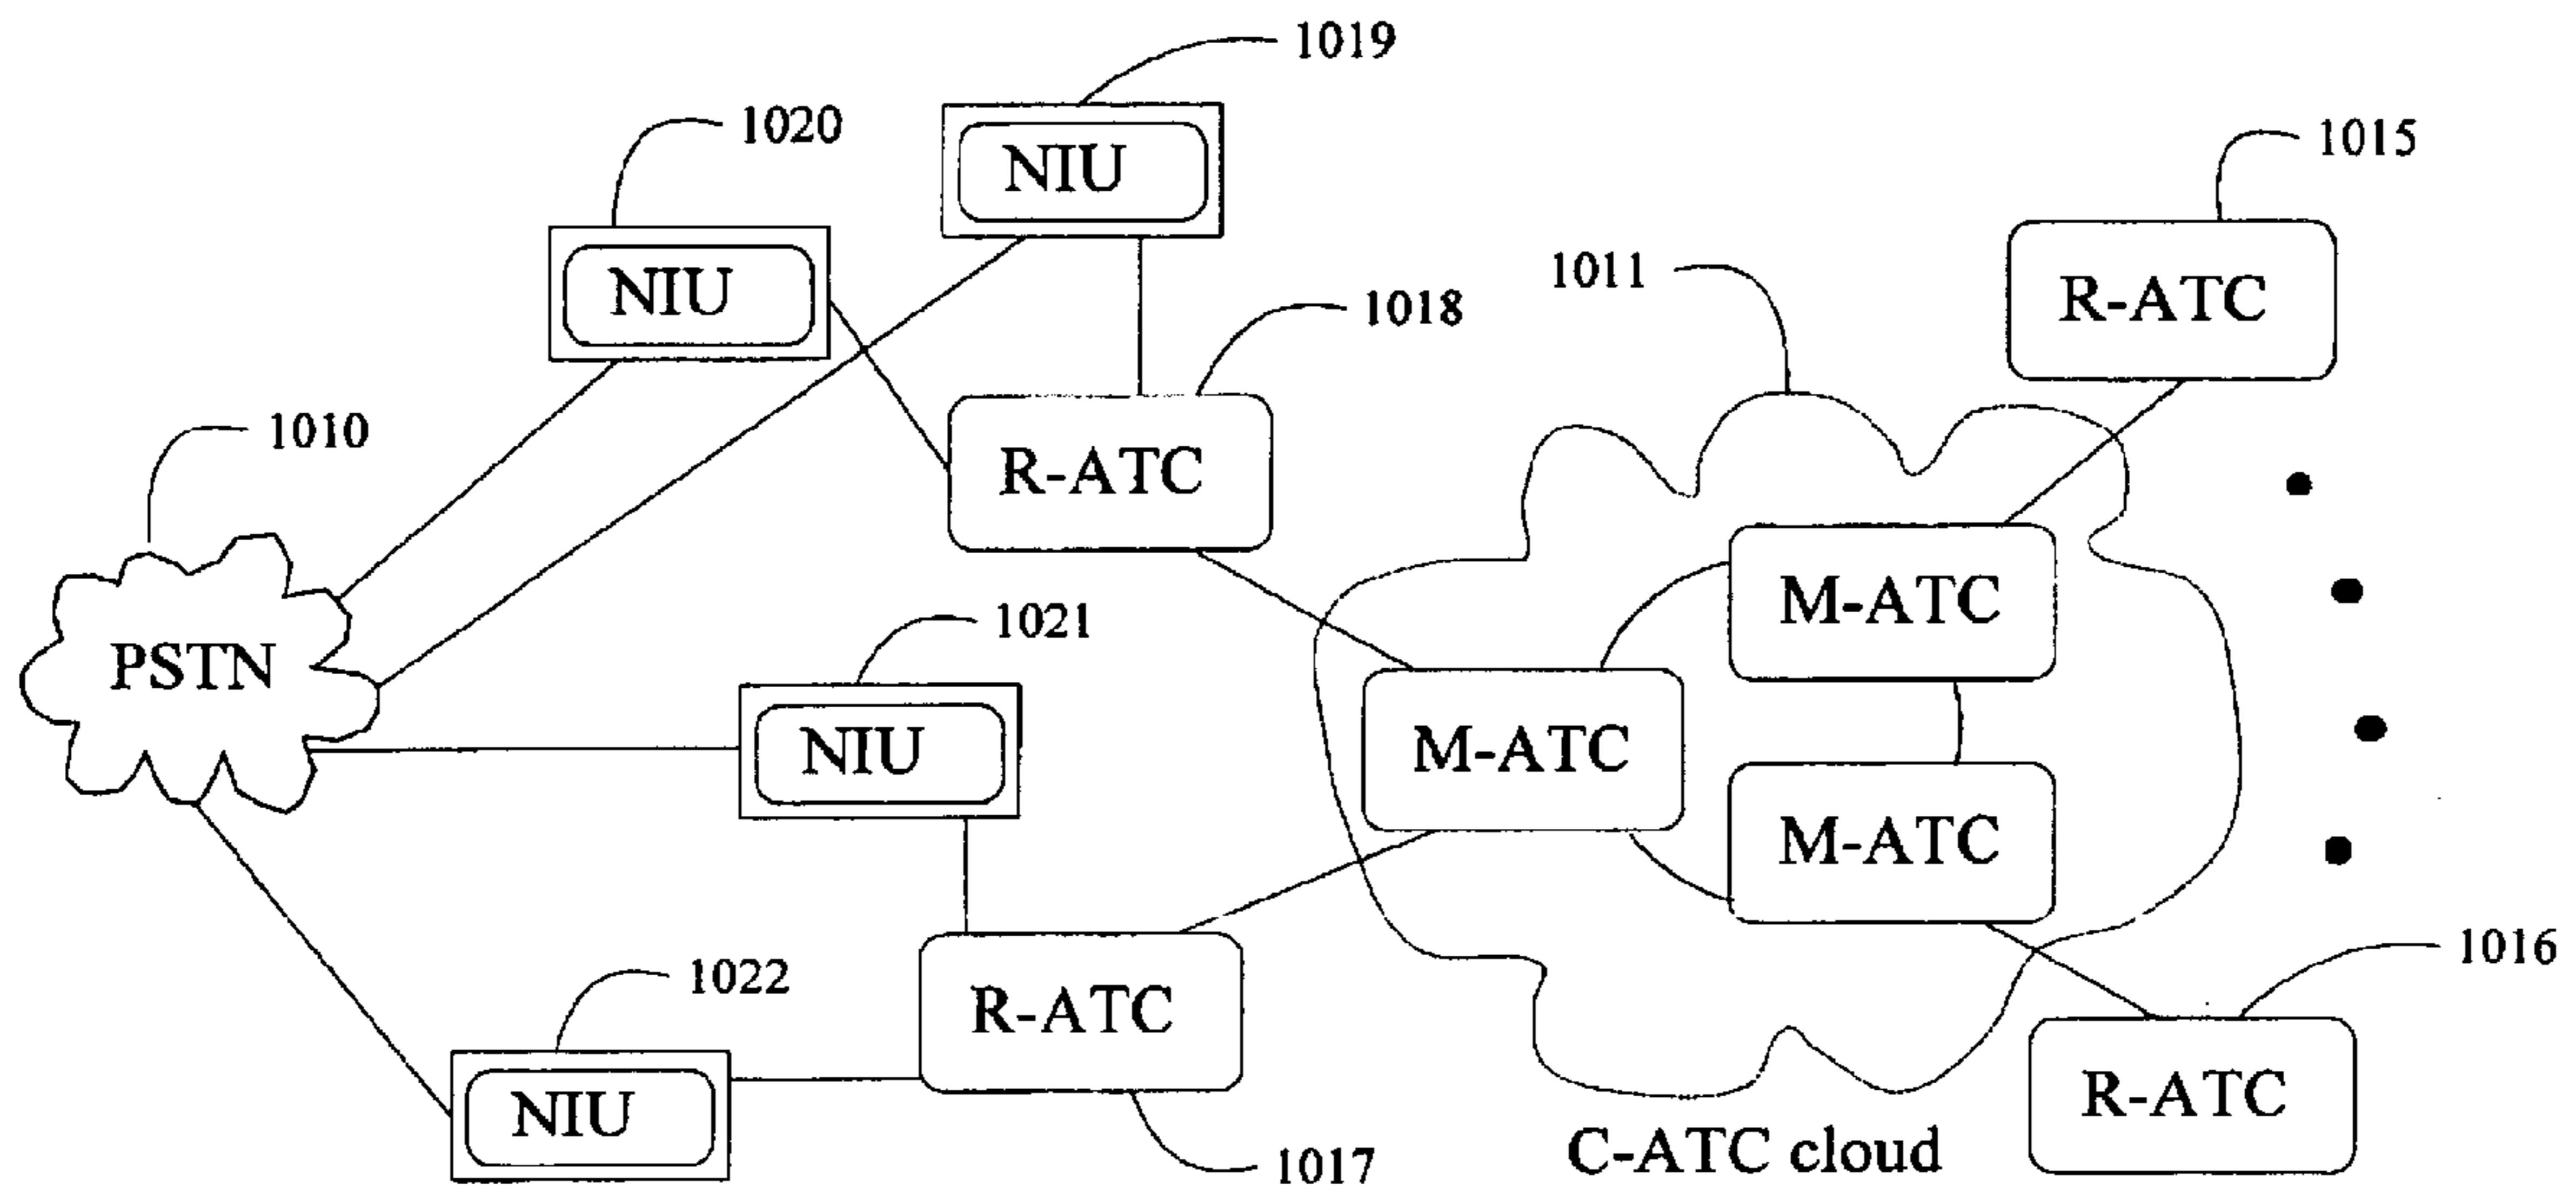 1019
1020
NIU
1015
NIU
1011
R-ATC
1018
1010
R-ATC
M-ATC
1021
PSTN
NIU
M-ATC
M-ATC
1022
R-ATC
1016
NIU
R-ATC
1017
C-ATC cloud